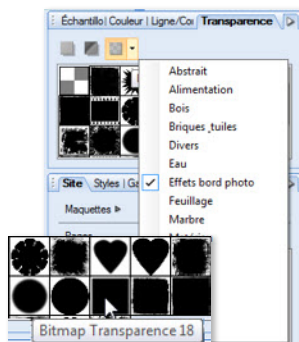 Échantillo Couleur Ligne/Co Transparence
Abstrait
Alimentation
Bois
Briques ,tuiles
Divers
Eau
Effets bord photo
Feuillage
Marbre
Site Styles Ga
Maquettes
Bitmap Transparence 18